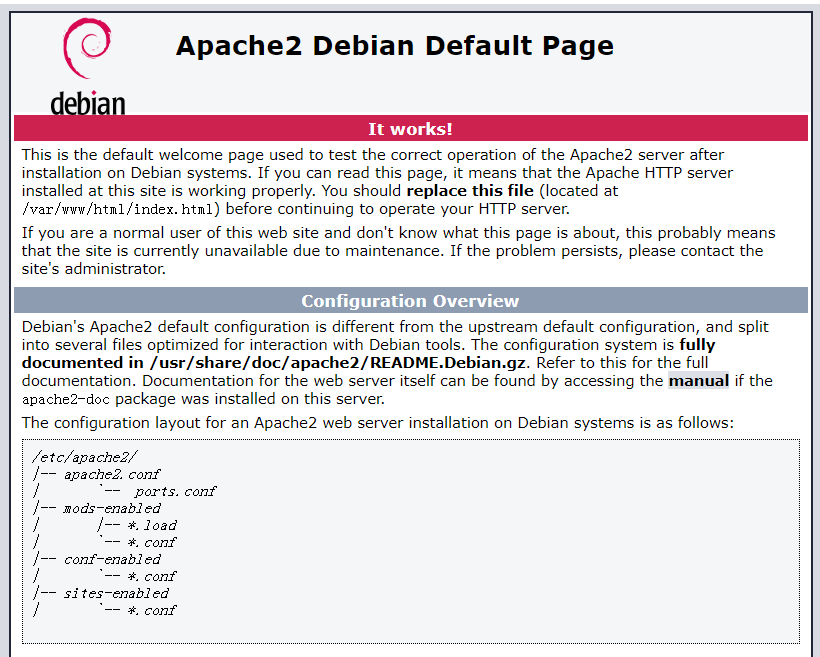 debian
Apache2 Debian Default Page
It works!
This is the default welcome page used to test the correct operation of the Apache2 server after
installation on Debian systems. If you can read this page, it means that the Apache HTTP server
installed at this site is working properly. You should replace this file (located at
/var/www/html/index.html) before continuing to operate your HTTP server.
If you are a normal user of this web site and don't know what this page is about, this probably means
that the site is currently unavailable due to maintenance. If the problem persists, please contact the
site's administrator.
Configuration Overview
Debian's Apache2 default configuration is different from the upstream default configuration, and split
into several files optimized for interaction with Debian tools. The configuration system is fully
documented in /usr/share/doc/apache2/README.Debian.gz. Refer to this for the full
documentation. Documentation for the web server itself can be found by accessing the manual if the
apache2-doc package was installed on this server.
The configuration layout for an Apache2 web server installation on Debian systems is as follows:
/etc/apache2/
|-- apache2.conf
|       `--  ports.conf
|-- mods-enabled
|       |-- *.load
|       `-- *.conf
|-- conf-enabled
|       `-- *.conf
|-- sites-enabled
|       `-- *.conf